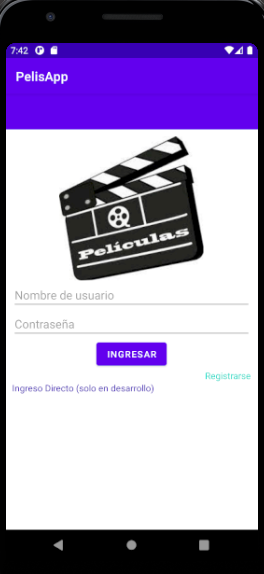 7:42
PelisApp
Películas
Nombre de usuario
Contraseña
INGRESAR
Registrarse
Ingreso Directo (solo en desarrollo)